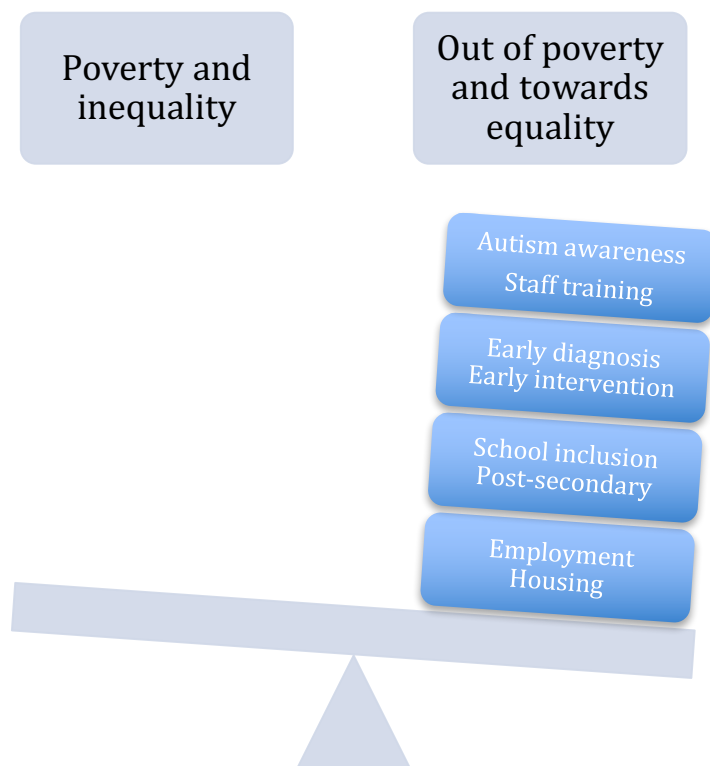 Poverty and
inequality
Out of poverty
and towards
equality
Autism awareness
Staff training
Early diagnosis
Early intervention
School inclusion
Post-secondary
Employment
Housing